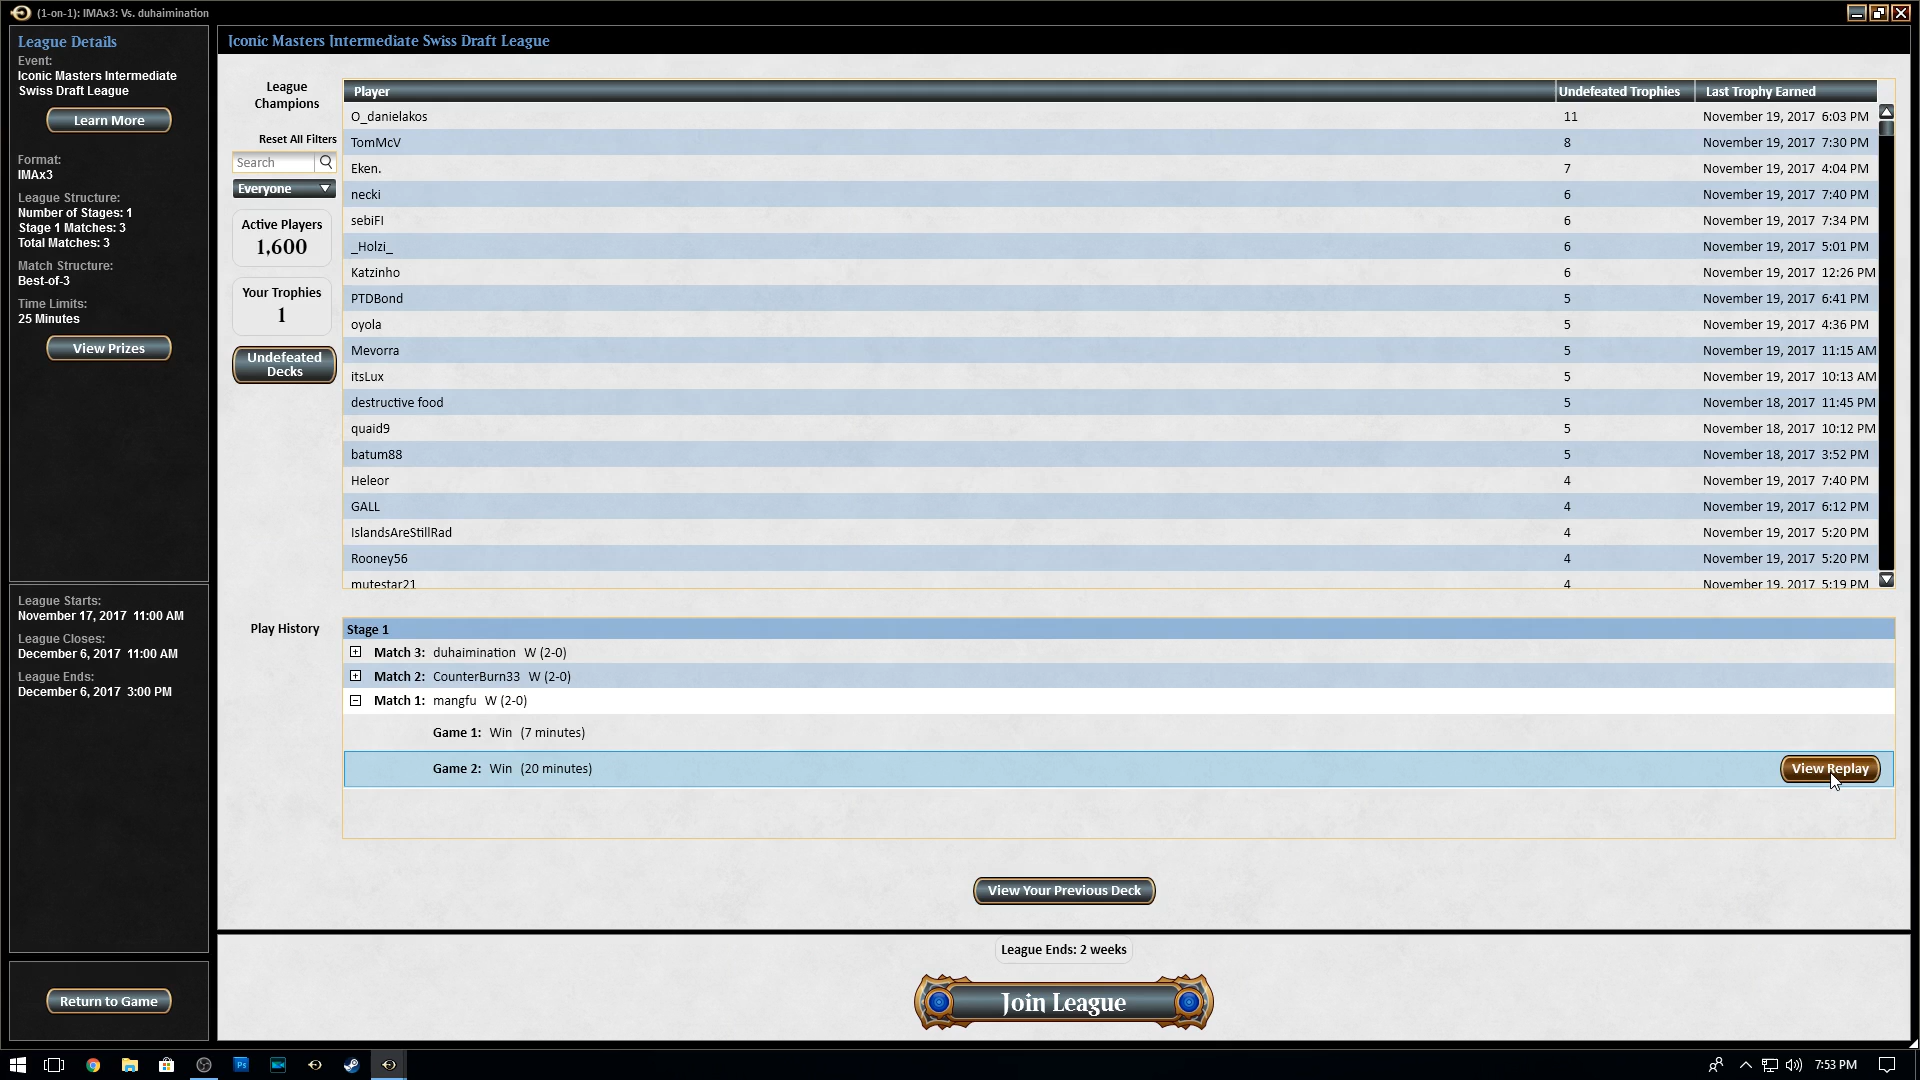 (1-on-1): IMAx3: Vs. duhaimination
League Details
Event:
Iconic Masters Intermediate
Swiss Draft League
Learn More
Format:
IMAx3
League Structure:
Number of Stages: 1
Stage 1 Matches: 3
Total Matches: 3
Match Structure:
Best-of-3
Time Limits:
25 Minutes
View Prizes
League Starts:
November 17, 2017 11:00 AM
League Closes:
December 6, 2017 11:00 AM
League Ends:
December 6, 2017 3:00 PM
Return to Game
Iconic Masters Intermediate Swiss Draft League
League
Champions
Reset All Filters
Search
Everyone
Active Players
1,600
Your Trophies
1
Undefeated
Decks
Player Undefeated Trophies Last Trophy Earned
O_danielakos 11 November 19, 2017 6:03 PM
TomMcV 8 November 19, 2017 7:30 PM
Eken. 7 November 19, 2017 4:04 PM
necki 6 November 19, 2017 7:40 PM
sebiFI 6 November 19, 2017 7:34 PM
_Holzi_ 6 November 19, 2017 5:01 PM
Katzinho 6 November 19, 2017 12:26 PM
PTDBond 5 November 19, 2017 6:41 PM
oyola 5 November 19, 2017 4:36 PM
Mevorra 5 November 19, 2017 11:15 AM
itsLux 5 November 19, 2017 10:13 AM
destructive food 5 November 18, 2017 11:45 PM
quaid9 5 November 18, 2017 10:12 PM
batum88 5 November 18, 2017 3:52 PM
Heleor 4 November 19, 2017 7:40 PM
GALL 4 November 19, 2017 6:12 PM
IslandsAreStillRad 4 November 19, 2017 5:20 PM
Rooney56 4 November 19, 2017 5:20 PM
mutestar21 4 November 19, 2017 5:19 PM
Play History
Stage 1
Match 3: duhaimination W (2-0)
Match 2: CounterBurn33 W (2-0)
Match 1: mangfu W (2-0)
Game 1: Win (7 minutes)
Game 2: Win (20 minutes) View Replay
View Your Previous Deck
League Ends: 2 weeks
Join League
Ps
7:53 PM